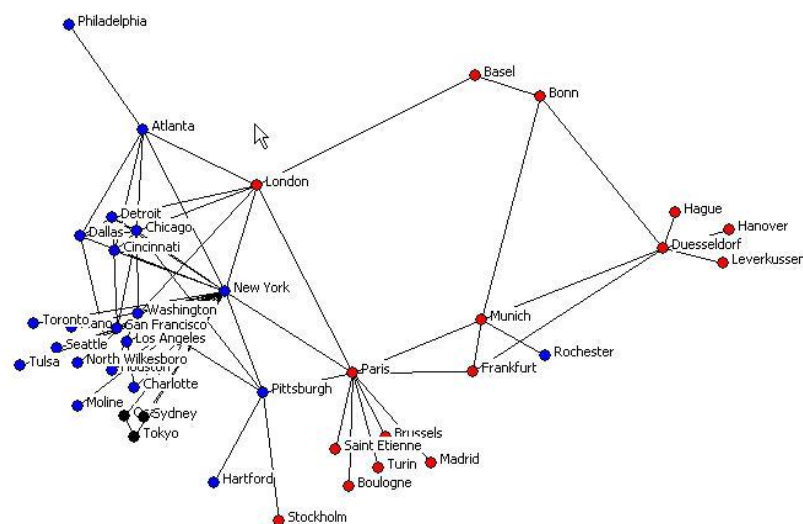 Philadelphia
Basel
Bonn
Atlanta
London
Hague
Detroit
Hanover
Chicago
Dallas
Duesseldorf
Cincinnati
Leverkusen
New York
Washington
Munich
Toronto
San Francisco
Los Angeles
Seattle
Rochester
North Wilkesboro
Tulsa
Houston
Paris
Frankfurt
Charlotte
Pittsburgh
Moline
Sydney
Tokyo
Brussels
Saint Etienne
Madrid
Turin
Hartford
Boulogne
Stockholm